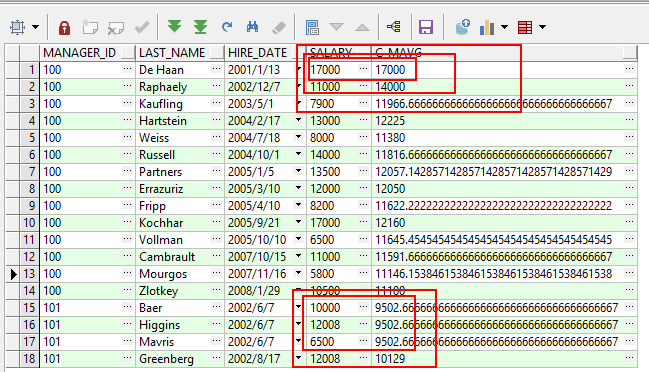 MANAGER_ID LAST_NAME HIRE_DATE SALARY C_MAVG
1 100 De Haan 2001/1/13 17000 17000
2 100 Raphaely 2002/12/7 11000 14000
3 100 Kaufling 2003/5/1 7900 11966.6666666666666666666666666666666667
4 100 Hartstein 2004/2/17 13000 12225
5 100 Weiss 2004/7/18 8000 11380
6 100 Russell 2004/10/1 14000 11816.6666666666666666666666666666666667
7 100 Partners 2005/1/5 13500 12057.1428571428571428571428571428571429
8 100 Errazuriz 2005/3/10 12000 12050
9 100 Fripp 2005/4/10 8200 11622.2222222222222222222222222222222222
10 100 Kochhar 2005/9/21 17000 12160
11 100 Vollman 2005/10/10 6500 11645.4545454545454545454545454545454545
12 100 Cambrault 2007/10/15 11000 11591.6666666666666666666666666666666667
13 100 Mourgos 2007/11/16 5800 11146.1538461538461538461538461538461538
14 100 Zlotkey 2008/1/29 10500 11100
15 101 Baer 2002/6/7 10000 9502.666666666666666666666666666666666667
16 101 Higgins 2002/6/7 12008 9502.666666666666666666666666666666666667
17 101 Mavris 2002/6/7 6500 9502.666666666666666666666666666666666667
18 101 Greenberg 2002/8/17 12008 10129